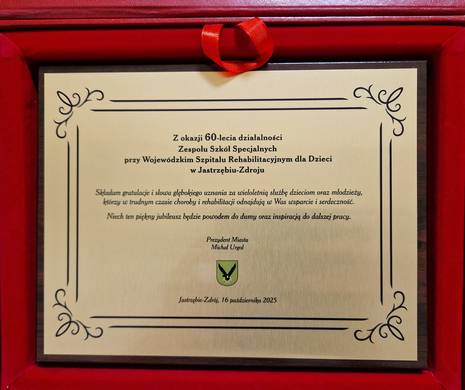 Z okazji 60-lecia działalności
Zespołu Szkół Specjalnych
przy Wojewódzkim Szpitalu Rehabilitacyjnym dla Dzieci
w Jastrzębiu-Zdroju
Składam gratulacje i słowa głębokiego uznania za wieloletnią służbę dzieciom oraz młodzieży,
którzy w trudnym czasie choroby i rehabilitacji odnajdują w Was wsparcie i serdeczność.
Niech ten piękny jubileusz będzie powodem do dumy oraz inspiracją do dalszej pracy.
Prezydent Miasta
Michał Urgoł
Jastrzębie-Zdrój, 16 października 2025